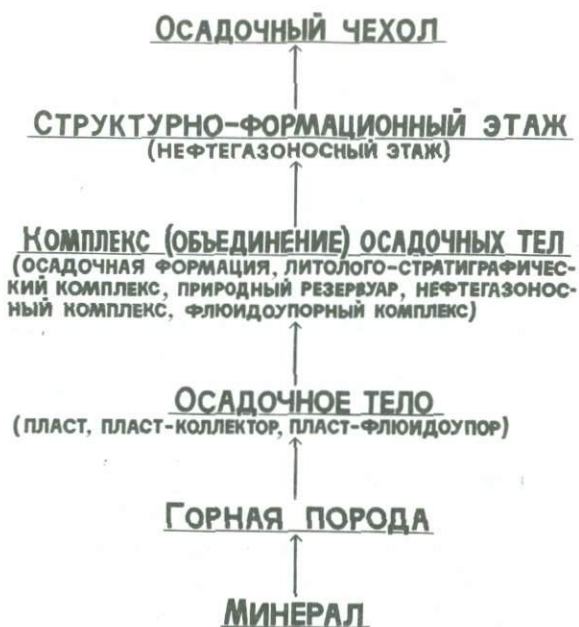 ОСАДОЧНЫЙ ЧЕХОЛ
СТРУКТУРНО-ФОРМАЦИОННЫЙ ЭТАЖ
(НЕФТЕГАЗОНОСНЫЙ ЭТАЖ)
КОМПЛЕКС (ОБЪЕДИНЕНИЕ) ОСАДОЧНЫХ ТЕЛ
(ОСАДОЧНАЯ ФОРМАЦИЯ, ЛИТОЛОГО-СТРАТИГРАФИЧЕС-
КИЙ КОМПЛЕКС, ПРИРОДНЫЙ РЕЗЕРВУАР, НЕФТЕГАЗОНОС-
НЫЙ КОМПЛЕКС, ФЛЮИДОУПОРНЫЙ КОМПЛЕКС)
ОСАДОЧНОЕ ТЕЛО
(ПЛАСТ, ПЛАСТ-КОЛЛЕКТОР, ПЛАСТ-ФЛЮИДОУПОР)
ГОРНАЯ ПОРОДА
МИНЕРАЛ